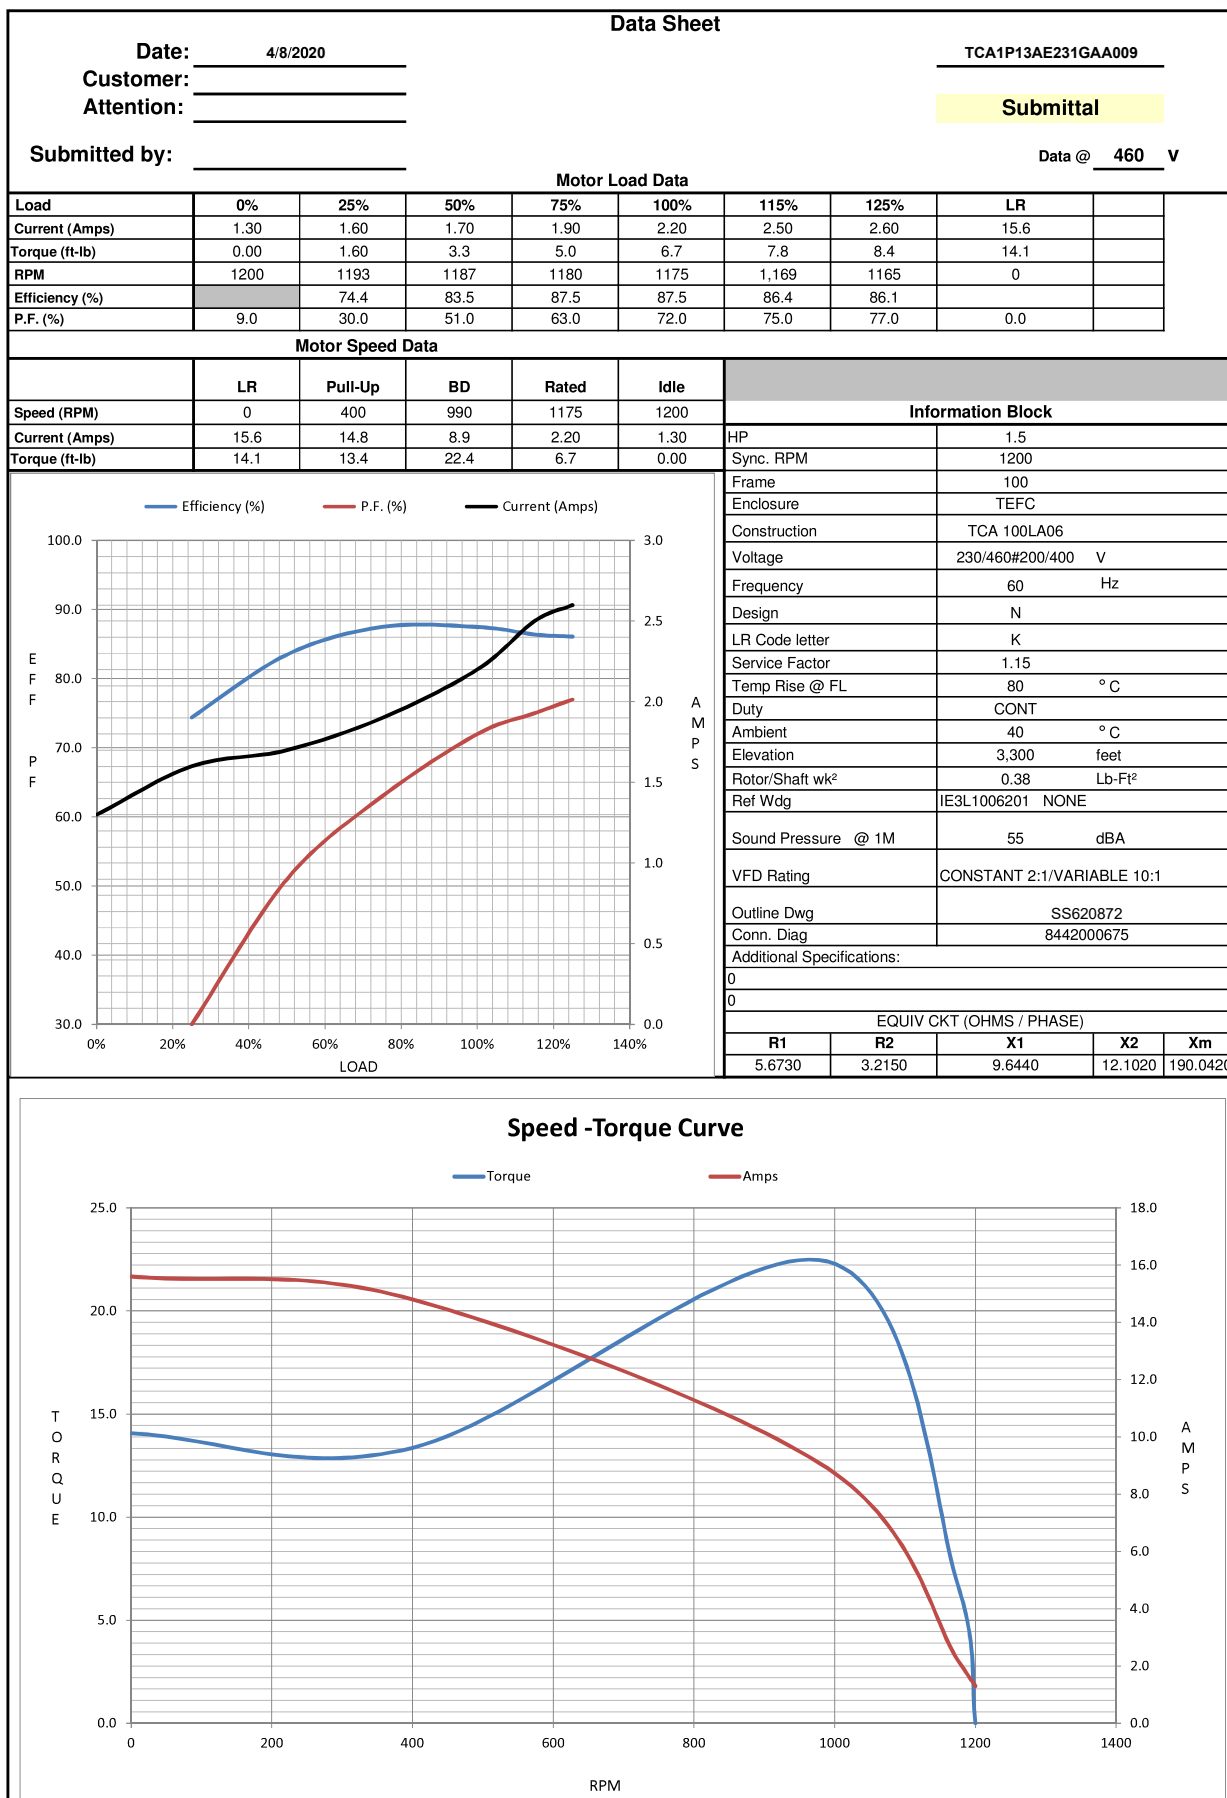 Data Sheet
Date: 4/8/2020 TCA1P13AE231GAA009
Customer:
Attention: Submittal
Submitted by: Data @ 460 V
Motor Load Data
Load 0% 25% 50% 75% 100% 115% 125% LR
Current (Amps) 1.30 1.60 1.70 1.90 2.20 2.50 2.60 15.6
Torque (ft-lb) 0.00 1.60 3.3 5.0 6.7 7.8 8.4 14.1
RPM 1200 1193 1187 1180 1175 1,169 1165 0
Efficiency (%) 74.4 83.5 87.5 87.5 86.4 86.1
P.F. (%) 9.0 30.0 51.0 63.0 72.0 75.0 77.0 0.0
Motor Speed Data
LR Pull-Up BD Rated Idle
Speed (RPM) 0 400 990 1175 1200
Current (Amps) 15.6 14.8 8.9 2.20 1.30
Torque (ft-lb) 14.1 13.4 22.4 6.7 0.00
Information Block
HP 1.5
Sync. RPM 1200
Frame 100
Enclosure TEFC
Construction TCA 100LA06
Voltage 230/460#200/400 V
Frequency 60 Hz
Design N
LR Code letter K
Service Factor 1.15
Temp Rise @ FL 80 ° C
Duty CONT
Ambient 40 ° C
Elevation 3,300 feet
Rotor/Shaft wk² 0.38 Lb-Ft²
Ref Wdg IE3L1006201 NONE
Sound Pressure @ 1M 55 dBA
VFD Rating CONSTANT 2:1/VARIABLE 10:1
Outline Dwg SS620872
Conn. Diag 8442000675
Additional Specifications:
0
0
EQUIV CKT (OHMS / PHASE)
R1 R2 X1 X2 Xm
5.6730 3.2150 9.6440 12.1020 190.0420
Efficiency (%) P.F. (%) Current (Amps)
100.0
90.0
80.0
70.0
60.0
50.0
40.0
30.0
EFF PF
3.0
2.5
2.0
1.5
1.0
0.5
0.0
AMPS
0% 20% 40% 60% 80% 100% 120% 140%
LOAD
Speed -Torque Curve
Torque Amps
25.0
20.0
15.0
10.0
5.0
0.0
TORQUE
18.0
16.0
14.0
12.0
10.0
8.0
6.0
4.0
2.0
0.0
AMPS
0 200 400 600 800 1000 1200 1400
RPM